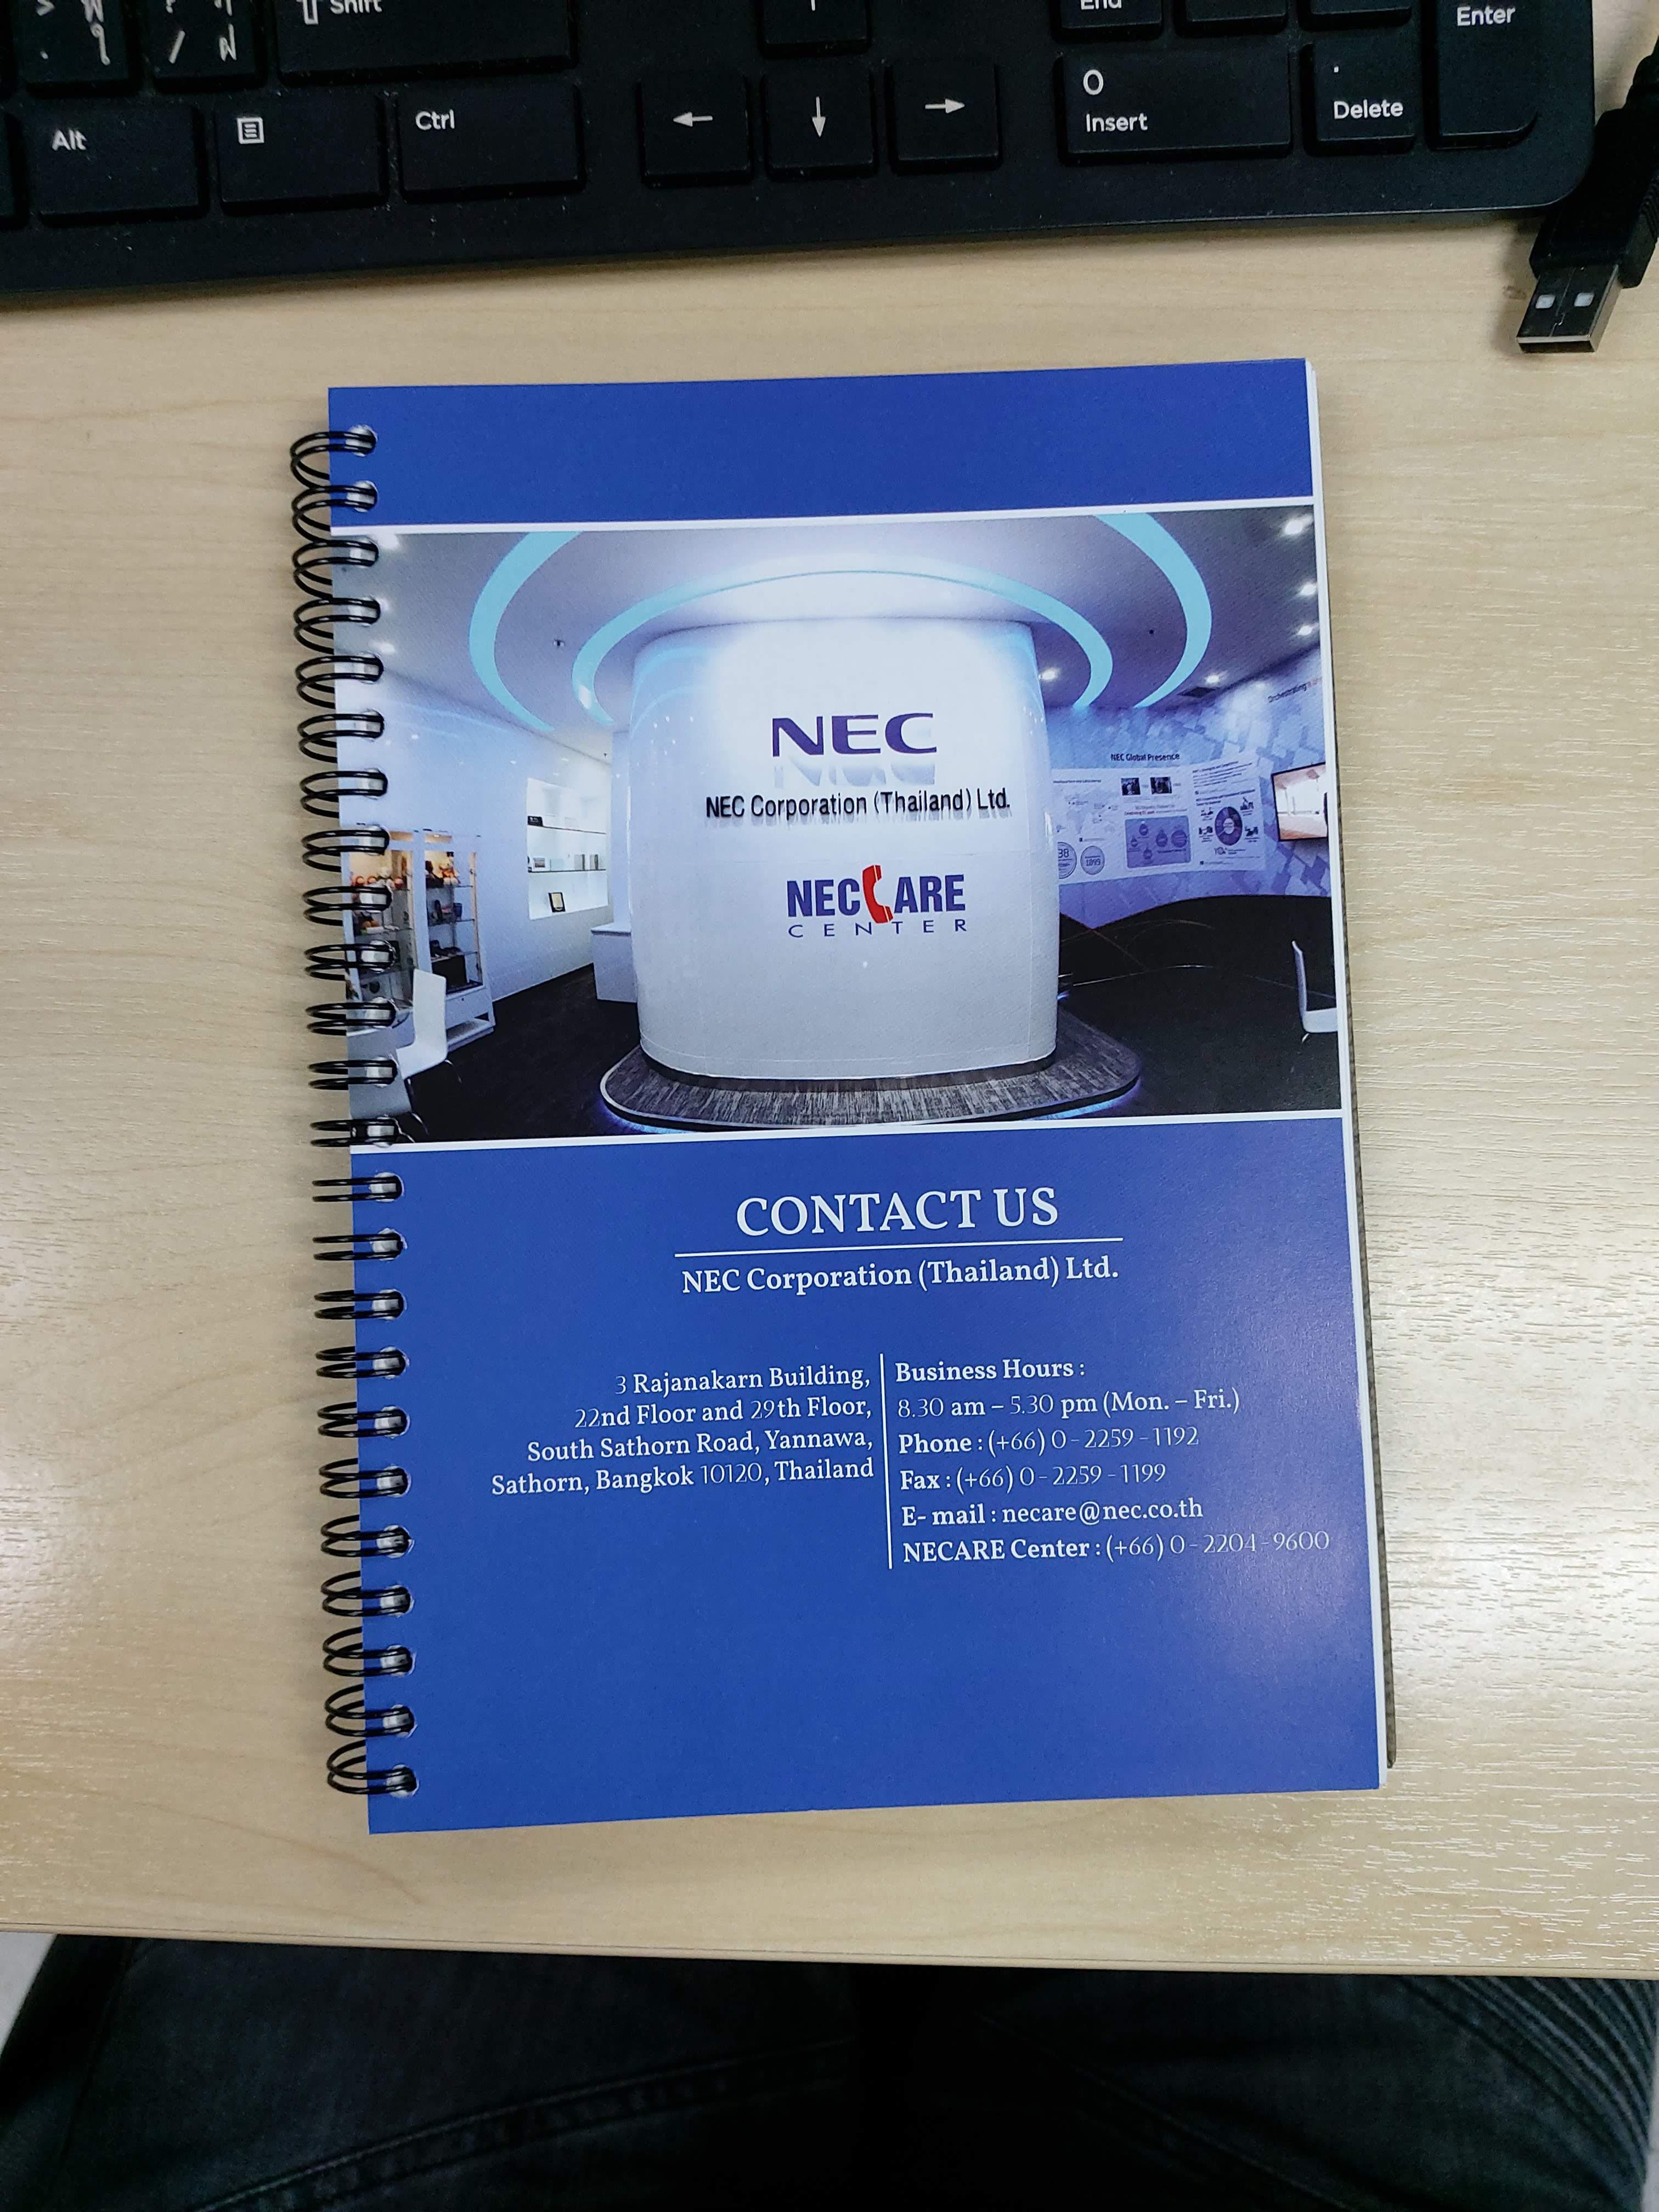 Shift
End
Enter
Alt
Ctrl
0
Insert
.
Delete
NEC
NEC Corporation (Thailand) Ltd.
NECCARE
CENTER
NEC Global Presence
CONTACT US
NEC Corporation (Thailand) Ltd.
3 Rajanakarn Building,
22nd Floor and 29th Floor,
South Sathorn Road, Yannawa,
Sathorn, Bangkok 10120, Thailand
Business Hours :
8.30 am – 5.30 pm (Mon. – Fri.)
Phone : (+66) 0 - 2259 - 1192
Fax : (+66) 0 - 2259 - 1199
E- mail : necare@nec.co.th
NECARE Center : (+66) 0 - 2204 - 9600